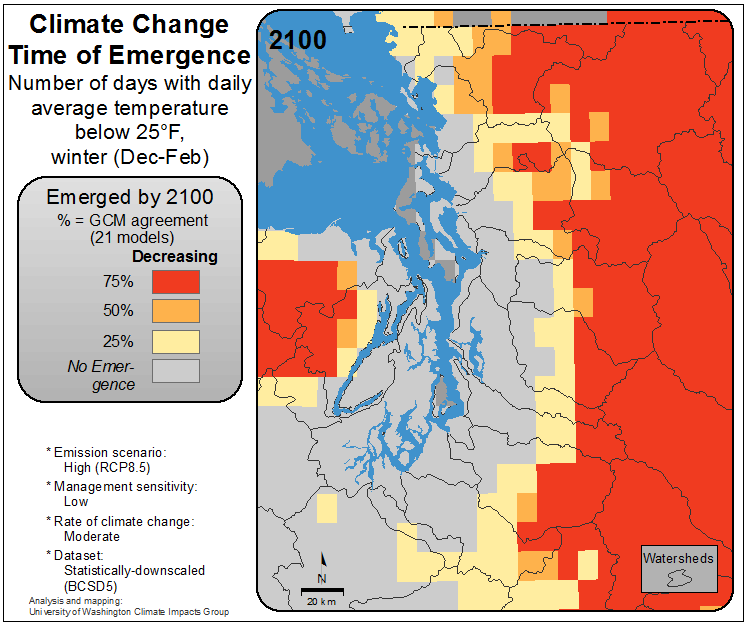 Climate Change
Time of Emergence
Number of days with daily
average temperature
below 25°F,
winter (Dec-Feb)
Emerged by 2100
% = GCM agreement
(21 models)
Decreasing
75%
50%
25%
No Emer-
gence
* Emission scenario:
High (RCP8.5)
* Management sensitivity:
Low
* Rate of climate change:
Moderate
* Dataset:
Statistically-downscaled
(BCSD5)
Analysis and mapping:
University of Washington Climate Impacts Group
2100
N
20 km
Watersheds